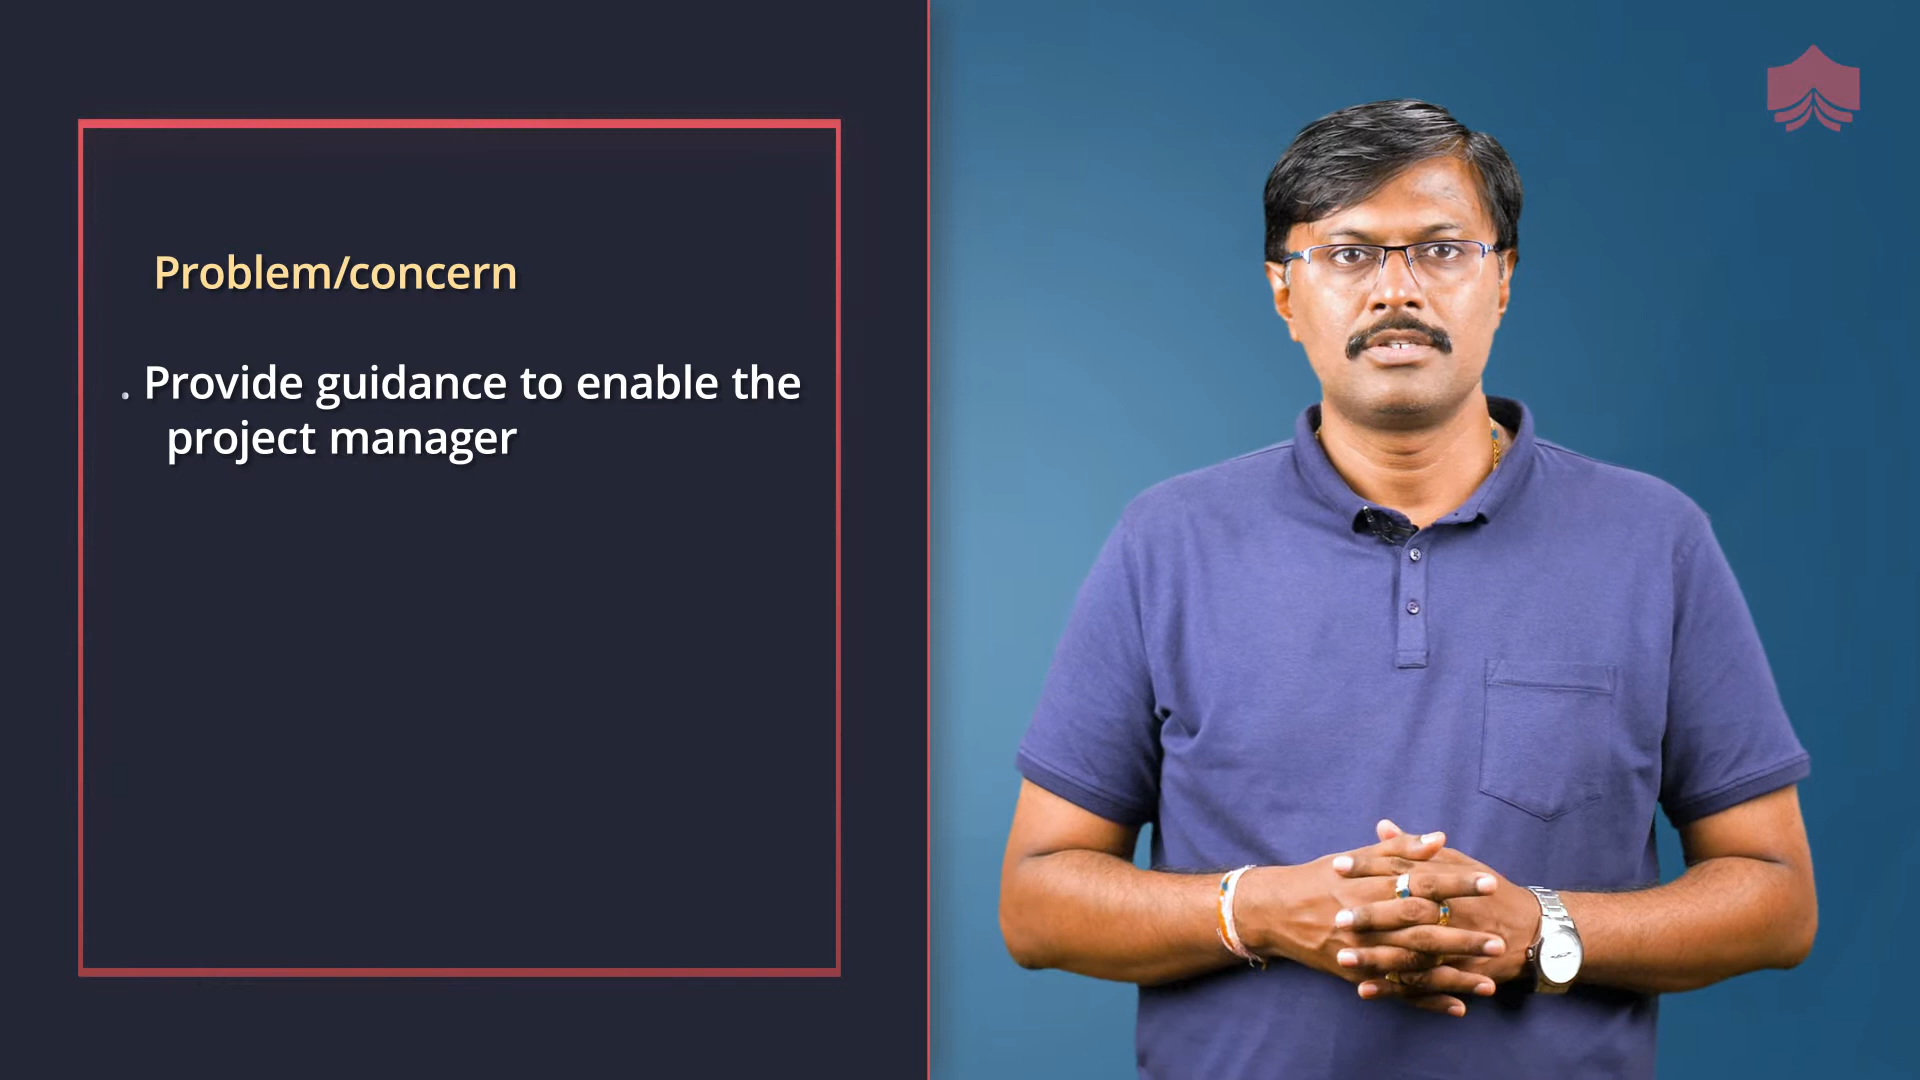 Problem/concern
. Provide guidance to enable the
project manager